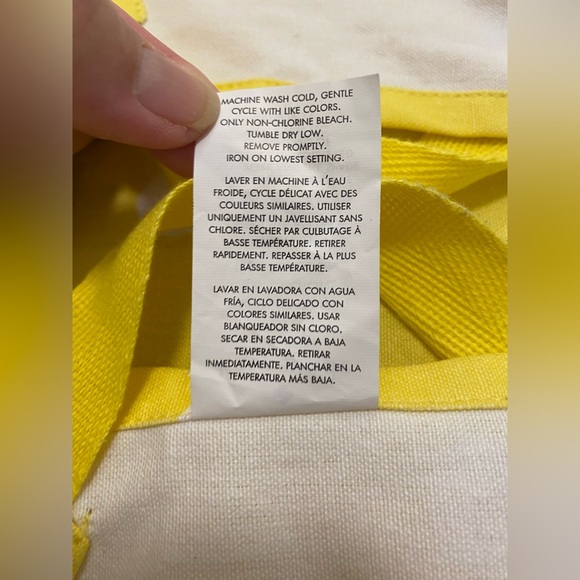 MACHINE WASH COLD, GENTLE
CYCLE WITH LIKE COLORS.
ONLY NON-CHLORINE BLEACH.
TUMBLE DRY LOW.
REMOVE PROMPTLY.
IRON ON LOWEST SETTING.
LAVER EN MACHINE À L'EAU
FROIDE, CYCLE DÉLICAT AVEC DES
COULEURS SIMILAIRES. UTILISER
UNIQUEMENT UN JAVELLISANT SANS
CHLORE. SÉCHER PAR CULBUTAGE À
BASSE TEMPÉRATURE. RETIRER
RAPIDEMENT. REPASSER À LA PLUS
BASSE TEMPÉRATURE.
LAVAR EN LAVADORA CON AGUA
FRÍA, CICLO DELICADO CON
COLORES SIMILARES. USAR
BLANQUEADOR SIN CLORO.
SECAR EN SECADORA A BAJA
TEMPERATURA. RETIRAR
INMEDIATAMENTE. PLANCHAR EN LA
TEMPERATURA MÁS BAJA.